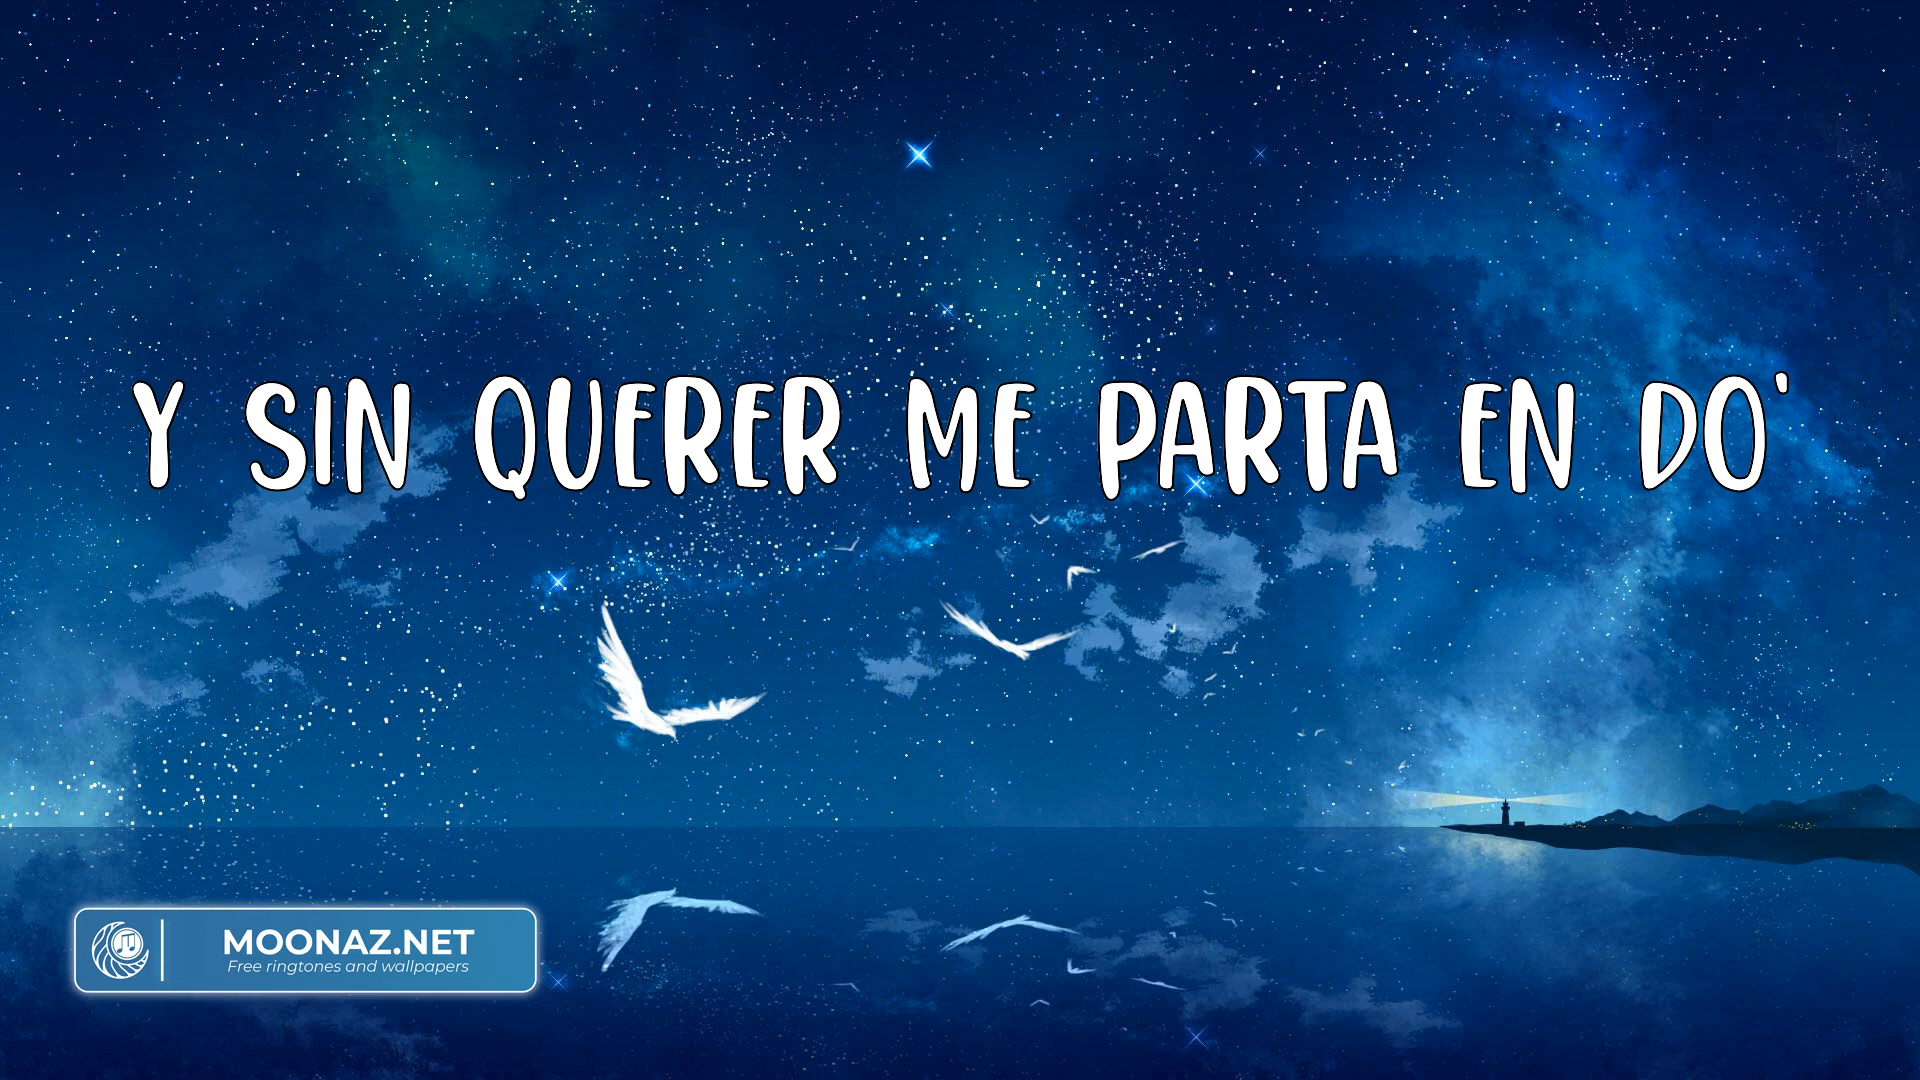 Y SIN QUERER ME PARTA EN DO'
MOONAZ.NET
Free ringtones and wallpapers